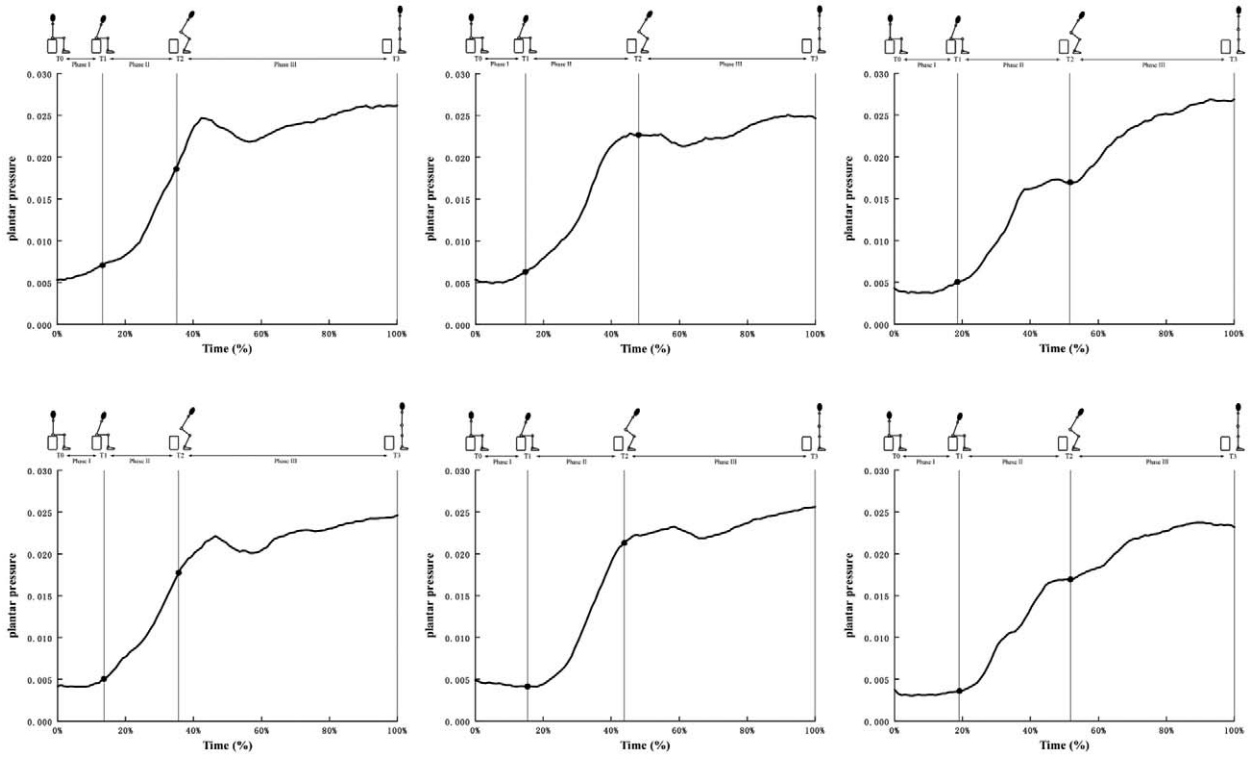 T0 T1 T2 T3
Phase I Phase II Phase III
0.030
0.025
0.020
0.015
0.010
0.005
0.000
plantar pressure
0% 20% 40% 60% 80% 100%
Time (%)
T0 T1 T2 T3
Phase I Phase II Phase III
0.030
0.025
0.020
0.015
0.010
0.005
0.000
plantar pressure
0% 20% 40% 60% 80% 100%
Time (%)
T0 T1 T2 T3
Phase I Phase II Phase III
0.030
0.025
0.020
0.015
0.010
0.005
0.000
plantar pressure
0% 20% 40% 60% 80% 100%
Time (%)
T0 T1 T2 T3
Phase I Phase II Phase III
0.030
0.025
0.020
0.015
0.010
0.005
0.000
plantar pressure
0% 20% 40% 60% 80% 100%
Time (%)
T0 T1 T2 T3
Phase I Phase II Phase III
0.030
0.025
0.020
0.015
0.010
0.005
0.000
plantar pressure
0% 20% 40% 60% 80% 100%
Time (%)
T0 T1 T2 T3
Phase I Phase II Phase III
0.030
0.025
0.020
0.015
0.010
0.005
0.000
plantar pressure
0% 20% 40% 60% 80% 100%
Time (%)